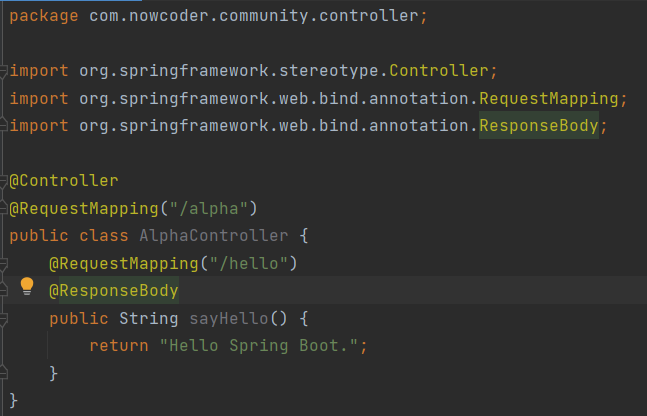 package com.nowcoder.community.controller;
import org.springframework.stereotype.Controller;
import org.springframework.web.bind.annotation.RequestMapping;
import org.springframework.web.bind.annotation.ResponseBody;
@Controller
@RequestMapping("/alpha")
public class AlphaController {
    @RequestMapping("/hello")
    @ResponseBody
    public String sayHello() {
        return "Hello Spring Boot.";
    }
}